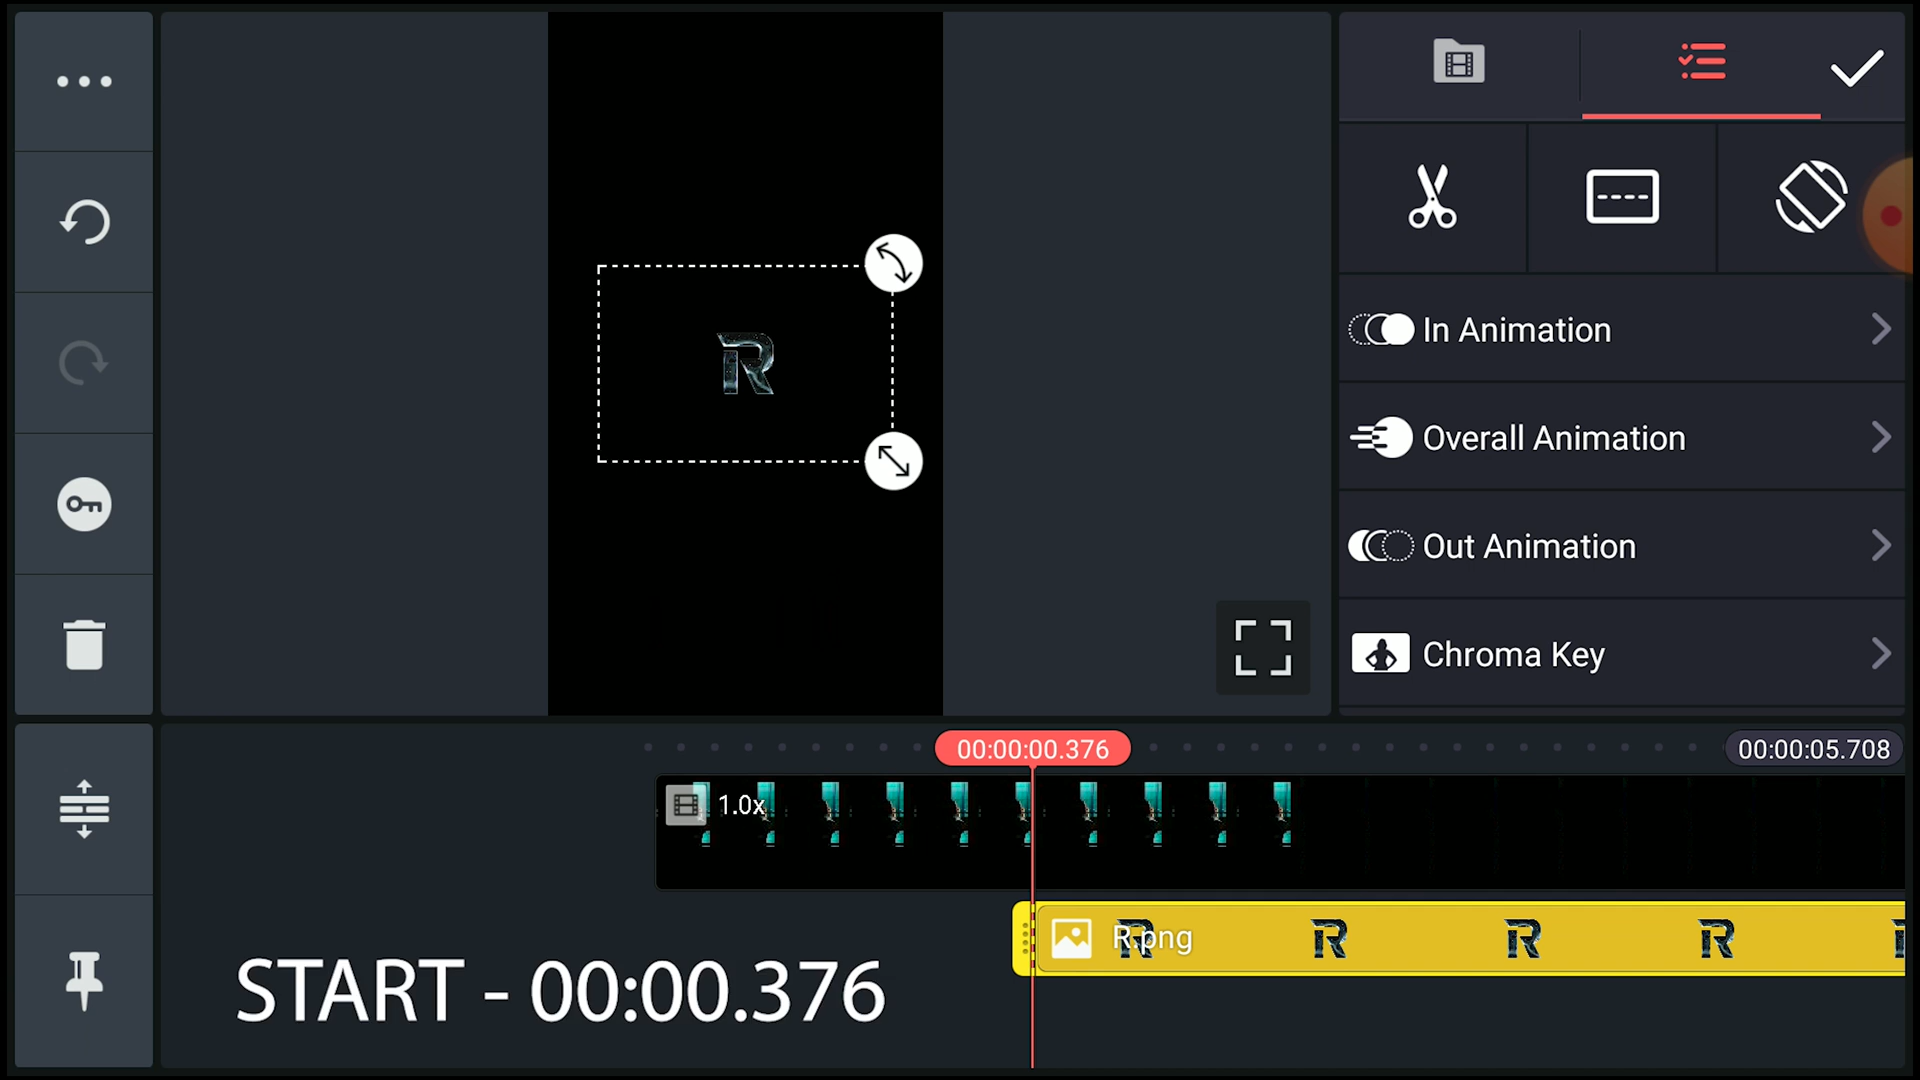 R
In Animation
Overall Animation
Out Animation
Chroma Key
00:00:00.376
00:00:05.708
1.0x
R.png
R R R R
START - 00:00.376